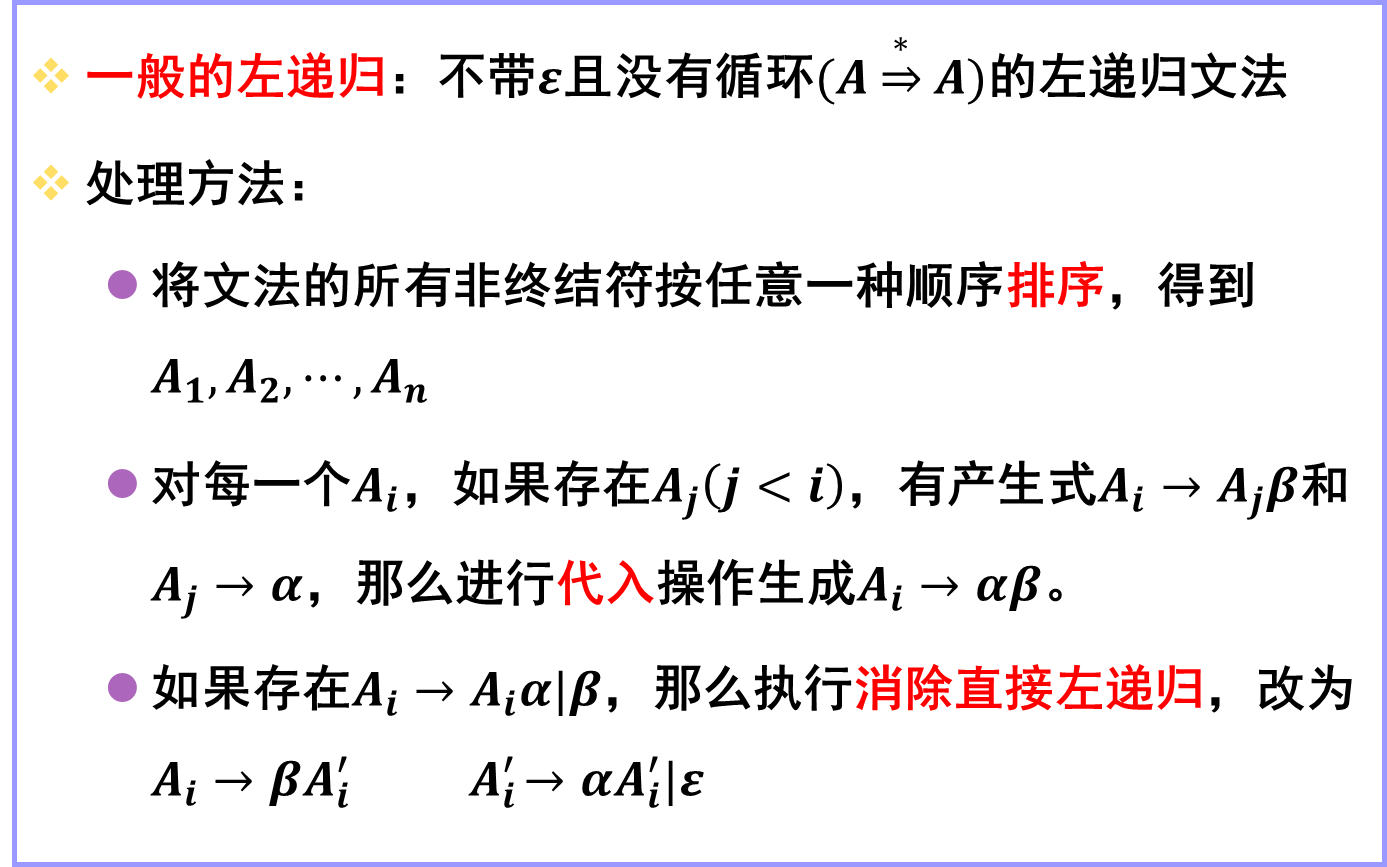 一般的左递归：不带ε且没有循环(A ⇒* A)的左递归文法
处理方法：
将文法的所有非终结符按任意一种顺序排序，得到
A₁, A₂, ⋯, Aₙ
对每一个Aᵢ，如果存在Aⱼ(j < i)，有产生式Aᵢ → Aⱼβ和
Aⱼ → α，那么进行代入操作生成Aᵢ → αβ。
如果存在Aᵢ → Aᵢα|β，那么执行消除直接左递归，改为
Aᵢ → βAᵢ′ Aᵢ′ → αAᵢ′|ε